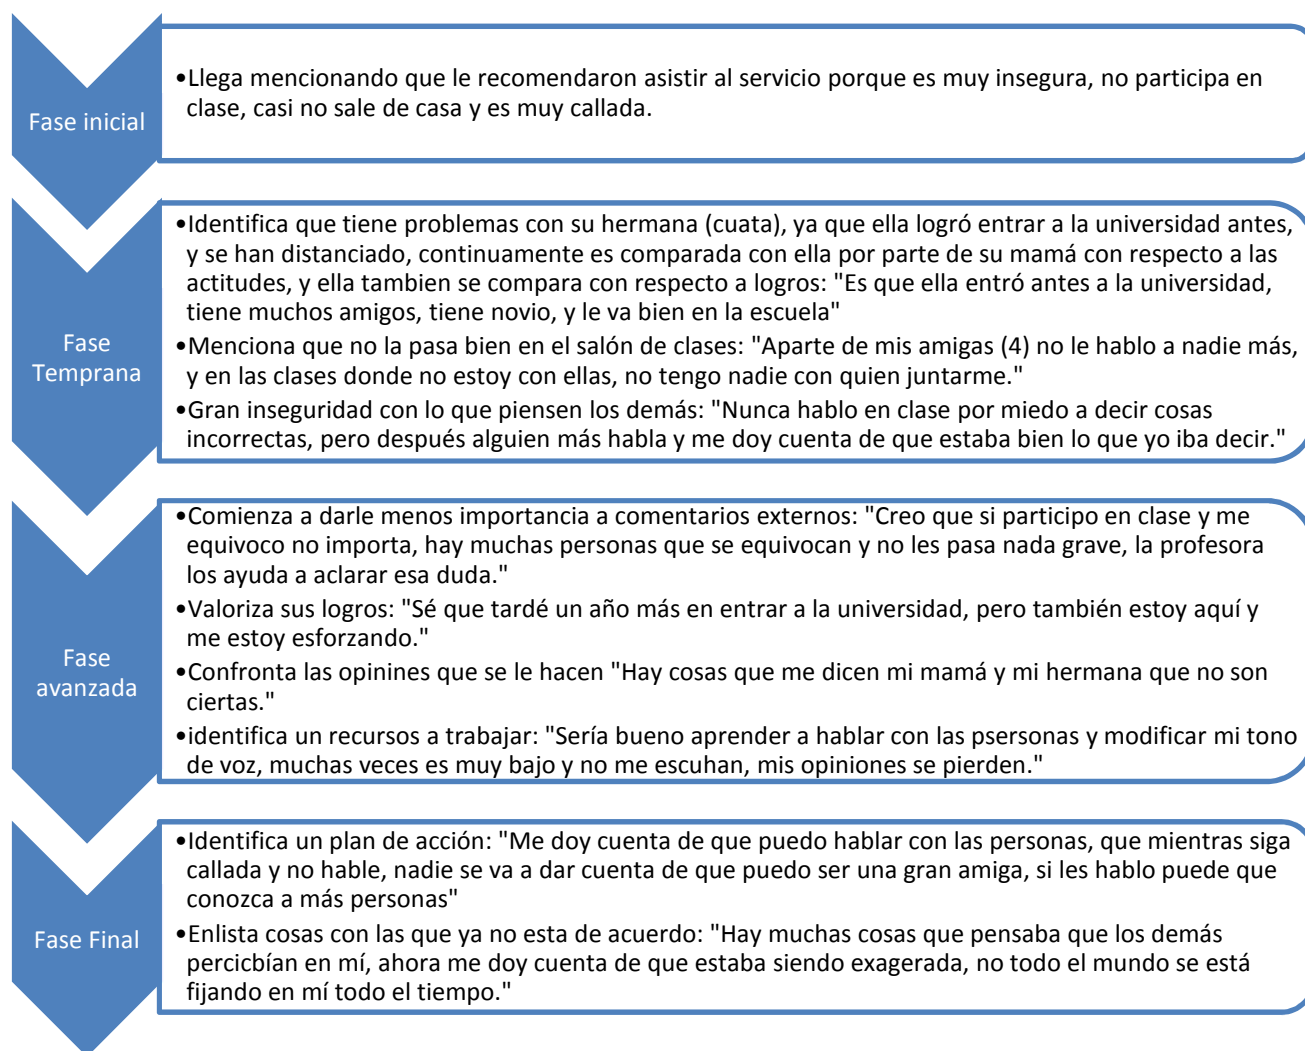 Fase inicial
•Llega mencionando que le recomendaron asistir al servicio porque es muy insegura, no participa en
clase, casi no sale de casa y es muy callada.
Fase
Temprana
•Identifica que tiene problemas con su hermana (cuata), ya que ella logró entrar a la universidad antes,
y se han distanciado, continuamente es comparada con ella por parte de su mamá con respecto a las
actitudes, y ella tambien se compara con respecto a logros: "Es que ella entró antes a la universidad,
tiene muchos amigos, tiene novio, y le va bien en la escuela"
•Menciona que no la pasa bien en el salón de clases: "Aparte de mis amigas (4) no le hablo a nadie más,
y en las clases donde no estoy con ellas, no tengo nadie con quien juntarme."
•Gran inseguridad con lo que piensen los demás: "Nunca hablo en clase por miedo a decir cosas
incorrectas, pero después alguien más habla y me doy cuenta de que estaba bien lo que yo iba decir."
Fase
avanzada
•Comienza a darle menos importancia a comentarios externos: "Creo que si participo en clase y me
equivoco no importa, hay muchas personas que se equivocan y no les pasa nada grave, la profesora
los ayuda a aclarar esa duda."
•Valoriza sus logros: "Sé que tardé un año más en entrar a la universidad, pero también estoy aquí y
me estoy esforzando."
•Confronta las opinines que se le hacen "Hay cosas que me dicen mi mamá y mi hermana que no son
ciertas."
•identifica un recursos a trabajar: "Sería bueno aprender a hablar con las psersonas y modificar mi tono
de voz, muchas veces es muy bajo y no me escuhan, mis opiniones se pierden."
Fase Final
•Identifica un plan de acción: "Me doy cuenta de que puedo hablar con las personas, que mientras siga
callada y no hable, nadie se va a dar cuenta de que puedo ser una gran amiga, si les hablo puede que
conozca a más personas"
•Enlista cosas con las que ya no esta de acuerdo: "Hay muchas cosas que pensaba que los demás
percicbían en mí, ahora me doy cuenta de que estaba siendo exagerada, no todo el mundo se está
fijando en mí todo el tiempo."